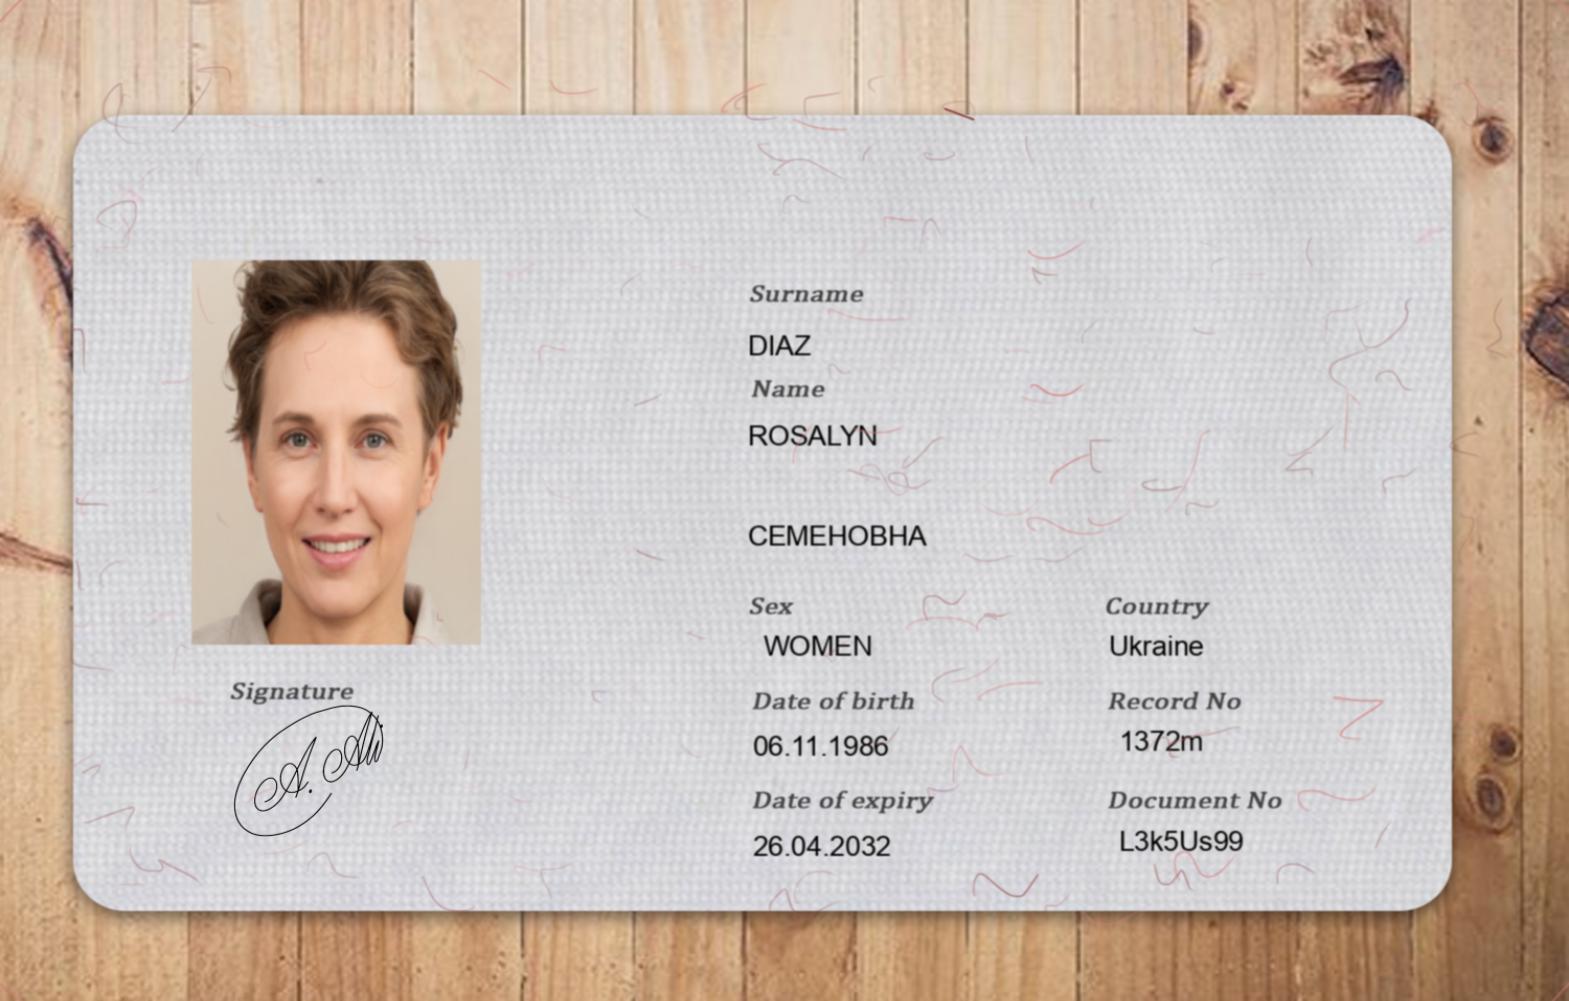 Surname
DIAZ
Name
ROSALYN
CEMEHOBHA
Sex
Country
WOMEN
Ukraine
Signature
Date of birth
Record No
06.11.1986
1372m
Date of expiry
Document No
26.04.2032
L3k5Us99